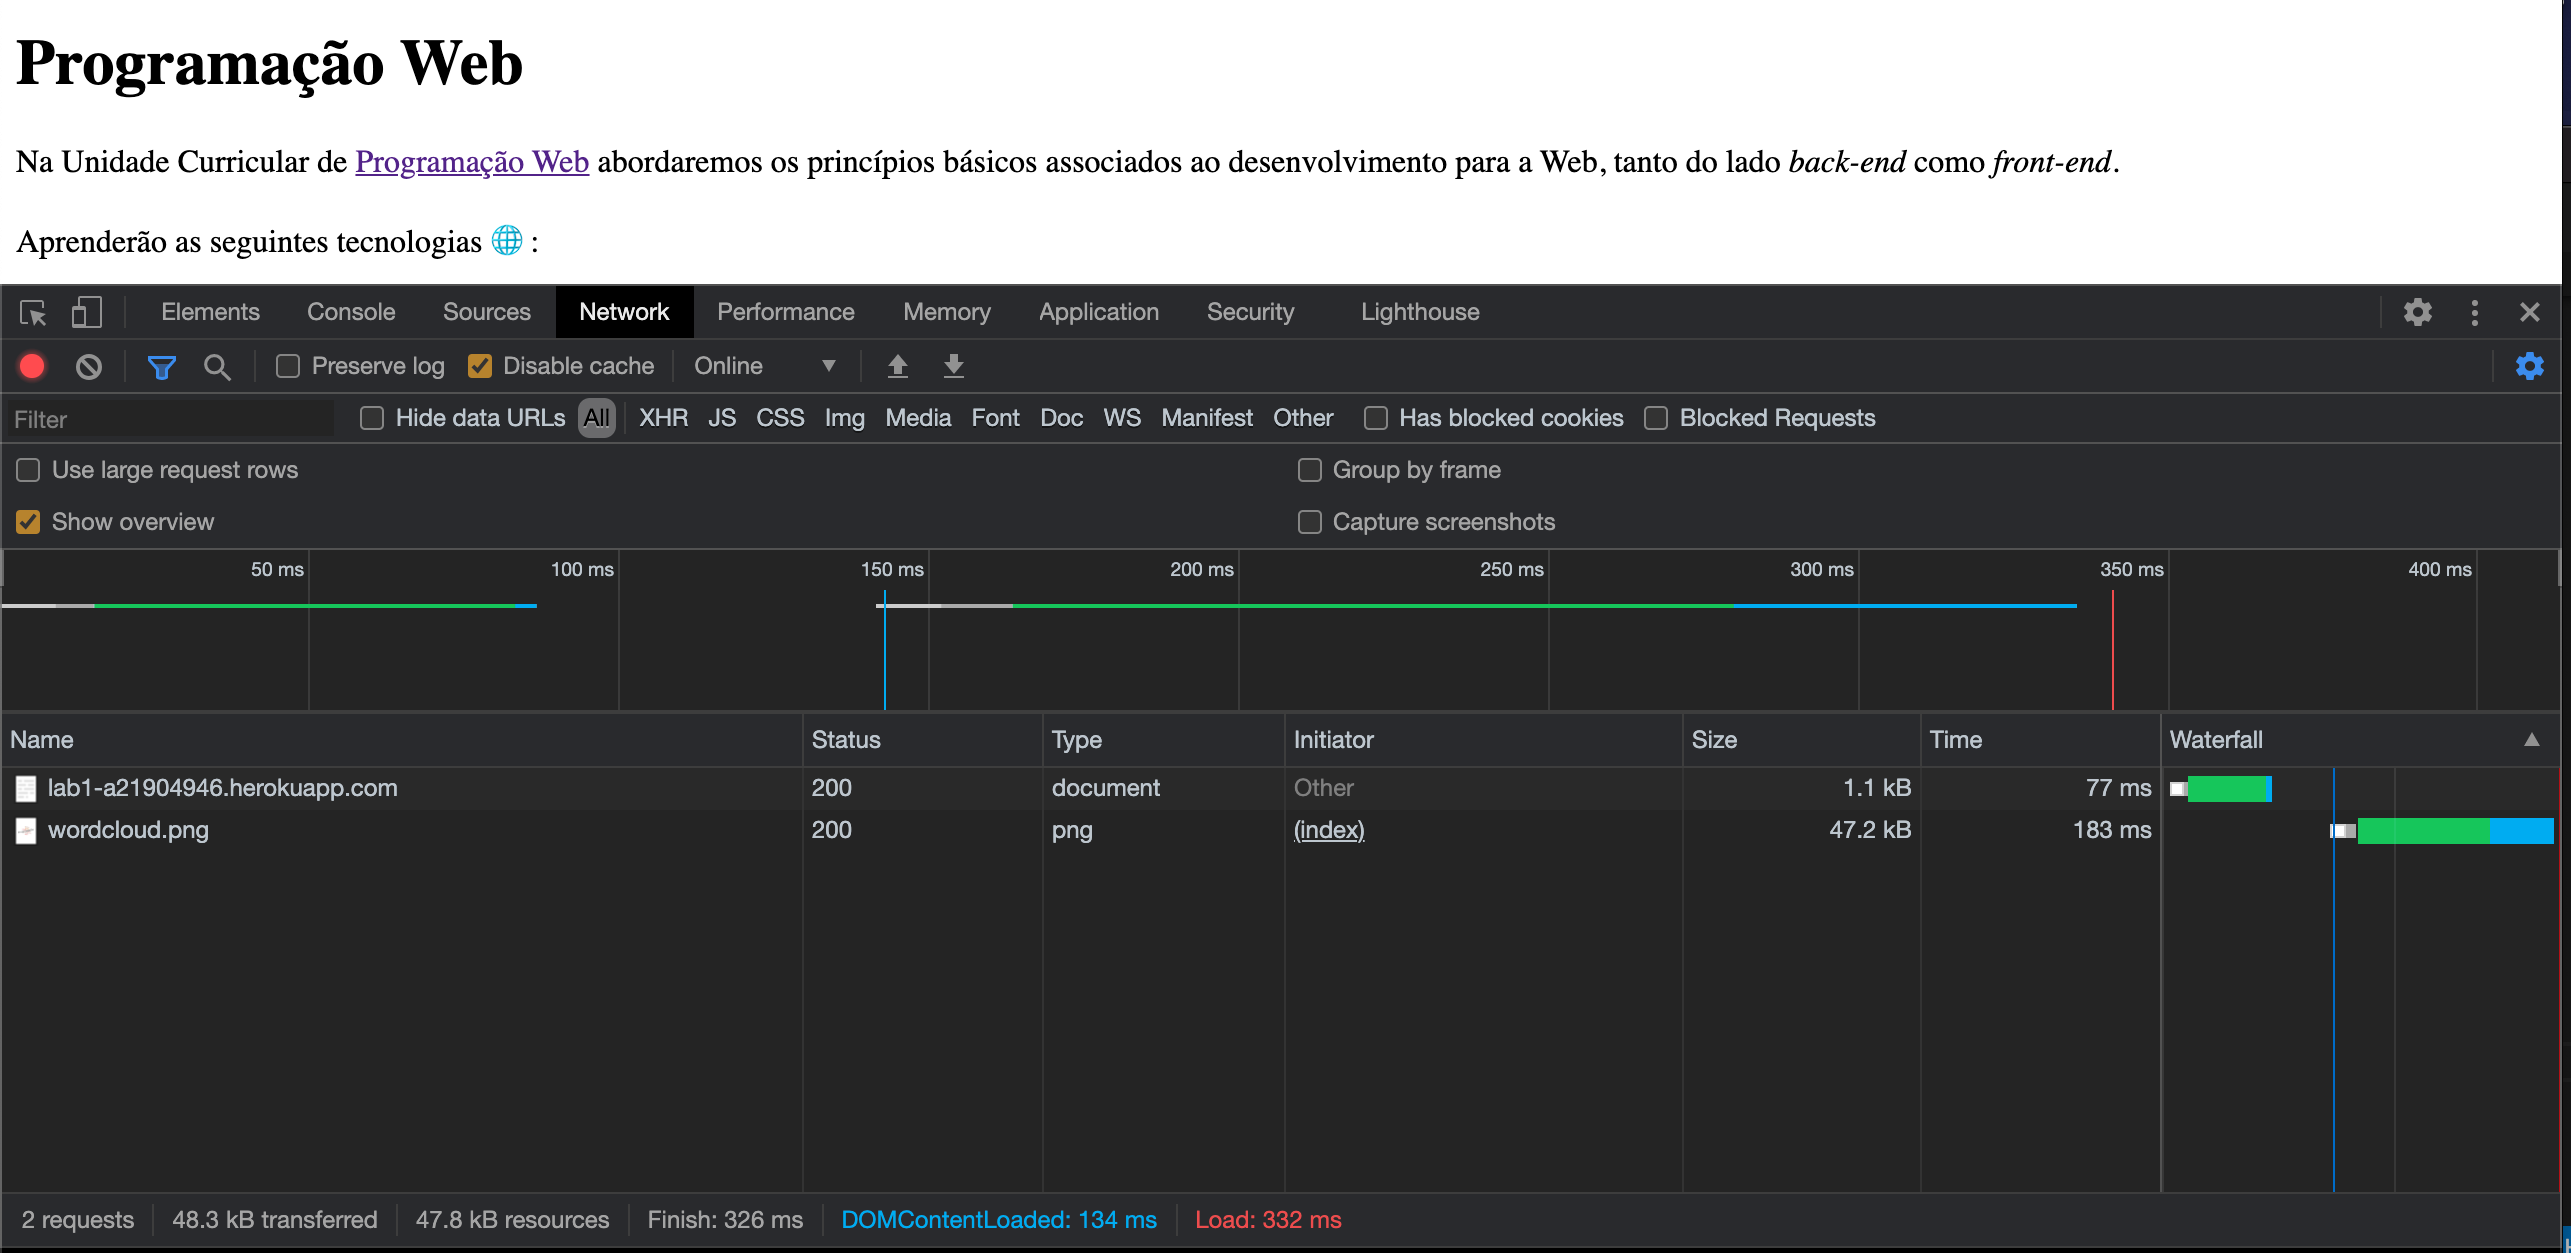 Programação Web
Na Unidade Curricular de Programação Web abordaremos os princípios básicos associados ao desenvolvimento para a Web, tanto do lado back-end como front-end.
Aprenderão as seguintes tecnologias 🌐 :
Elements Console Sources Network Performance Memory Application Security Lighthouse
Preserve log Disable cache Online
Filter Hide data URLs All XHR JS CSS Img Media Font Doc WS Manifest Other Has blocked cookies Blocked Requests
Use large request rows Group by frame
Show overview Capture screenshots
50 ms 100 ms 150 ms 200 ms 250 ms 300 ms 350 ms 400 ms
Name Status Type Initiator Size Time Waterfall
lab1-a21904946.herokuapp.com 200 document Other 1.1 kB 77 ms
wordcloud.png 200 png (index) 47.2 kB 183 ms
2 requests 48.3 kB transferred 47.8 kB resources Finish: 326 ms DOMContentLoaded: 134 ms Load: 332 ms